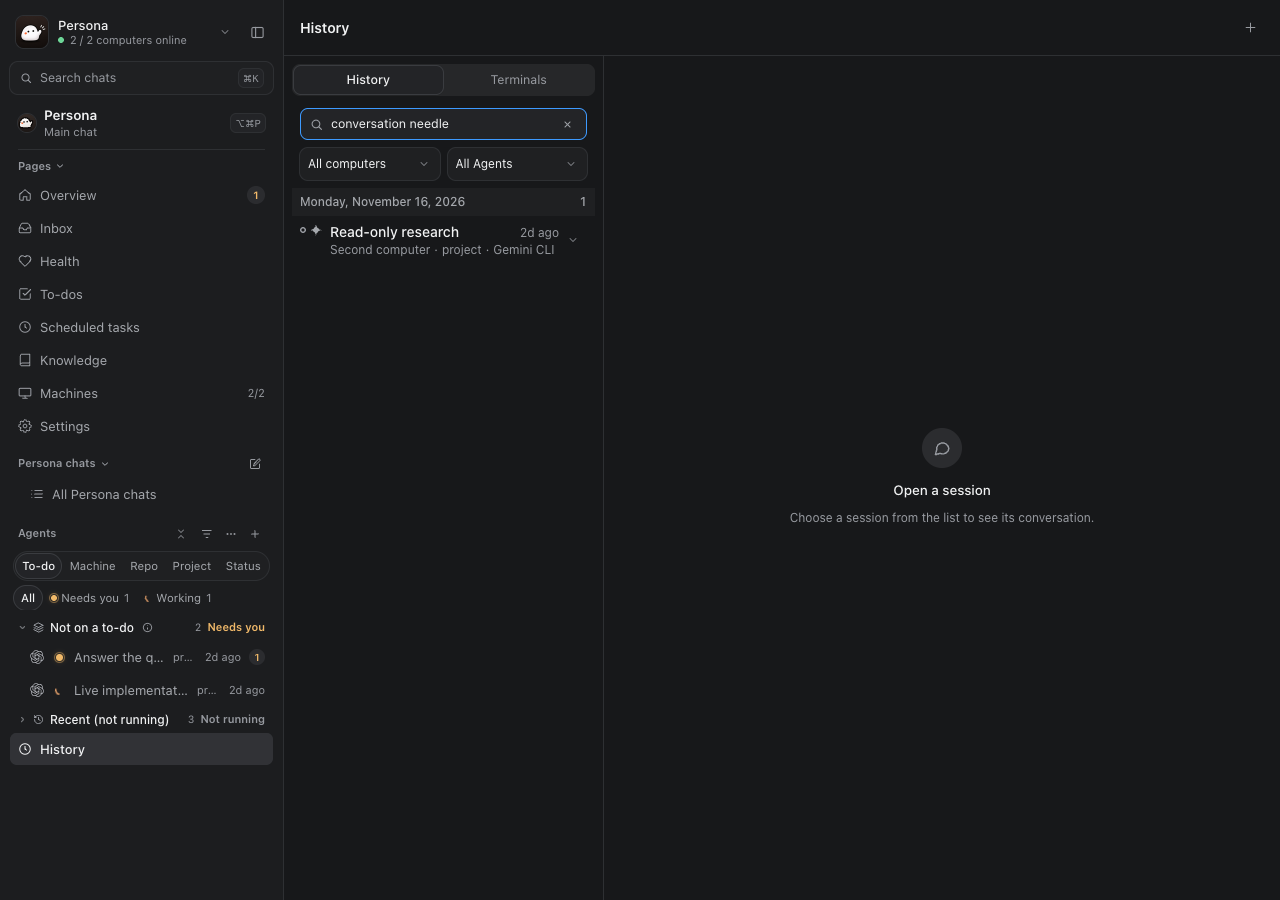 Persona
2 / 2 computers online
Search chats ⌘K
Persona
Main chat
⌥⌘P
Pages
Overview 1
Inbox
Health
To-dos
Scheduled tasks
Knowledge
Machines 2/2
Settings
Persona chats
All Persona chats
Agents
To-do Machine Repo Project Status
All Needs you 1 Working 1
Not on a to-do 2 Needs you
Answer the q... pr... 2d ago 1
Live implementat... pr... 2d ago
Recent (not running) 3 Not running
History
History
History Terminals
conversation needle
All computers All Agents
Monday, November 16, 2026 1
Read-only research 2d ago
Second computer · project · Gemini CLI
Open a session
Choose a session from the list to see its conversation.